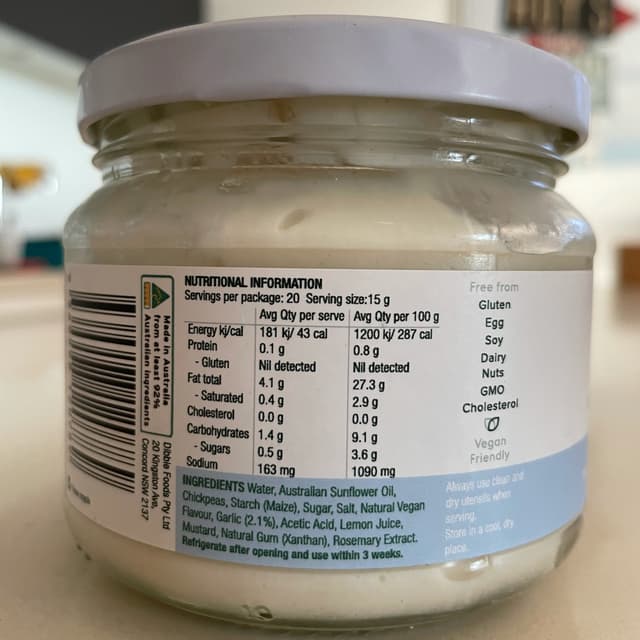 Made in Australia
from at least 92%
Australian ingredients
Dibble Foods Pty Ltd
20 Kingston Ave,
Concord NSW 2137
NUTRITIONAL INFORMATION
Servings per package: 20 Serving size:15 g
Avg Qty per serve Avg Qty per 100 g
Energy kj/cal 181 kj/ 43 cal 1200 kj/ 287 cal
Protein 0.1 g 0.8 g
- Gluten Nil detected Nil detected
Fat total 4.1 g 27.3 g
- Saturated 0.4 g 2.9 g
Cholesterol 0.0 g 0.0 g
Carbohydrates 1.4 g 9.1 g
- Sugars 0.5 g 3.6 g
Sodium 163 mg 1090 mg
INGREDIENTS Water, Australian Sunflower Oil,
Chickpeas, Starch (Maize), Sugar, Salt, Natural Vegan
Flavour, Garlic (2.1%), Acetic Acid, Lemon Juice,
Mustard, Natural Gum (Xanthan), Rosemary Extract.
Refrigerate after opening and use within 3 weeks.
Free from
Gluten
Egg
Soy
Dairy
Nuts
GMO
Cholesterol
Vegan
Friendly
Always use clean and
dry utensils when
serving.
Store in a cool, dry
place.